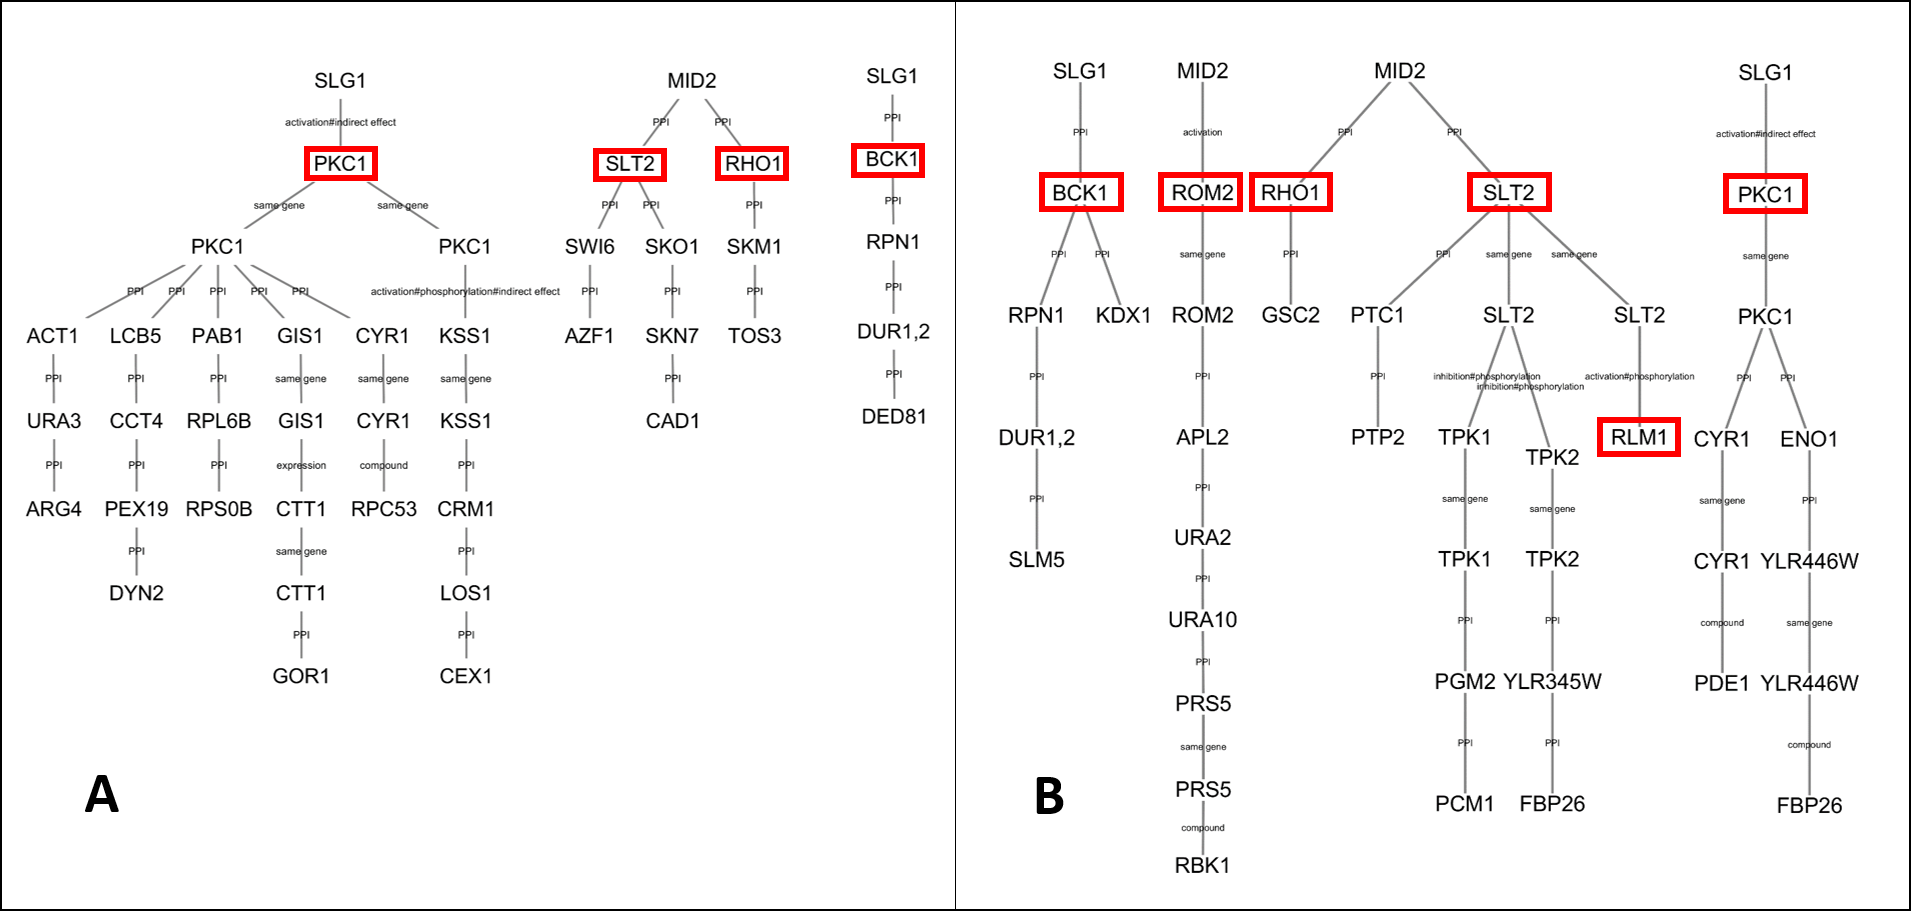 SLG1 MID2 SLG1
activation#indirect effect PPI PPI PPI
PKC1 SLT2 RHO1 BCK1
same gene same gene PPI PPI PPI PPI
PKC1 PKC1 SWI6 SKO1 SKM1 RPN1
PPI PPI PPI PPI PPI activation#phosphorylation#indirect effect PPI PPI PPI PPI
ACT1 LCB5 PAB1 GIS1 CYR1 KSS1 AZF1 SKN7 TOS3 DUR1,2
PPI PPI PPI same gene same gene same gene PPI PPI
URA3 CCT4 RPL6B GIS1 CYR1 KSS1 CAD1 DED81
PPI PPI PPI expression compound PPI
ARG4 PEX19 RPS0B CTT1 RPC53 CRM1
PPI same gene PPI
DYN2 CTT1 LOS1
PPI PPI
GOR1 CEX1
A
SLG1 MID2 MID2 SLG1
PPI activation PPI PPI activation#indirect effect
BCK1 ROM2 RHO1 SLT2 PKC1
PPI PPI same gene PPI PPI same gene same gene same gene
RPN1 KDX1 ROM2 GSC2 PTC1 SLT2 SLT2 PKC1
PPI PPI PPI inhibition#phosphorylation activation#phosphorylation PPI PPI
inhibition#phosphorylation
DUR1,2 APL2 PTP2 TPK1 RLM1 CYR1 ENO1
TPK2
PPI PPI same gene same gene PPI
same gene
URA2
SLM5 TPK1 TPK2 CYR1 YLR446W
PPI
URA10 PPI PPI compound same gene
PPI
PRS5 PGM2 YLR345W PDE1 YLR446W
same gene PPI PPI compound
PRS5 PCM1 FBP26 FBP26
compound
RBK1
B